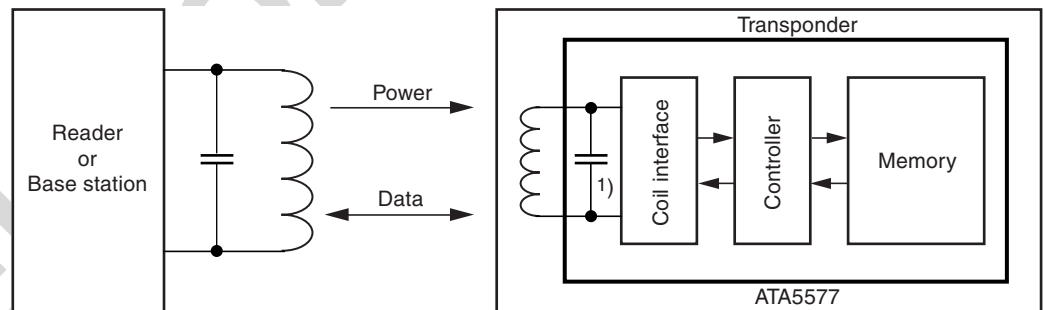 Reader
or
Base station
Power
Data
Transponder
1)
Coil interface
Controller
Memory
ATA5577